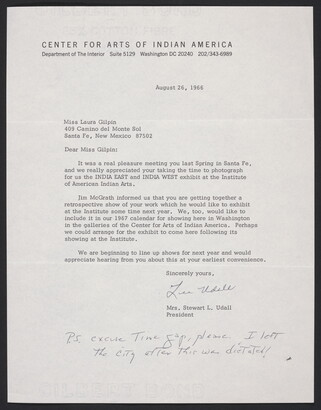 CENTER FOR ARTS OF INDIAN AMERICA
Department of The Interior Suite 5129 Washington DC 20240 202/343-6989
August 26, 1966
Miss Laura Gilpin
409 Camino del Monte Sol
Santa Fe, New Mexico 87502
Dear Miss Gilpin:
It was a real pleasure meeting you last Spring in Santa Fe,
and we really appreciated your taking the time to photograph
for us the INDIA EAST and INDIA WEST exhibit at the Institute
of American Indian Arts.
Jim McGrath informed us that you are getting together a
retrospective show of your work which he would like to exhibit
at the Institute some time next year. We, too, would like to
include it in our 1967 calendar for showing here in Washington
in the galleries of the Center for Arts of Indian America. Perhaps
we could arrange for the exhibit to come here following its
showing at the Institute.
We are beginning to line up shows for next year and would
appreciate hearing from you about this at your earliest convenience.
Sincerely yours,
Lee Udall
Mrs. Stewart L. Udall
President
P.S. excuse Time gap, please. I left
the City after this was dictated!